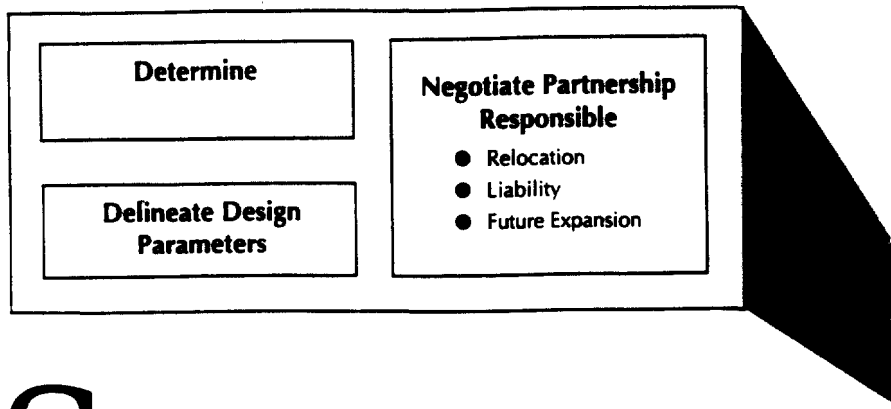 Determine
Delineate Design
Parameters
Negotiate Partnership
Responsible
● Relocation
● Liability
● Future Expansion